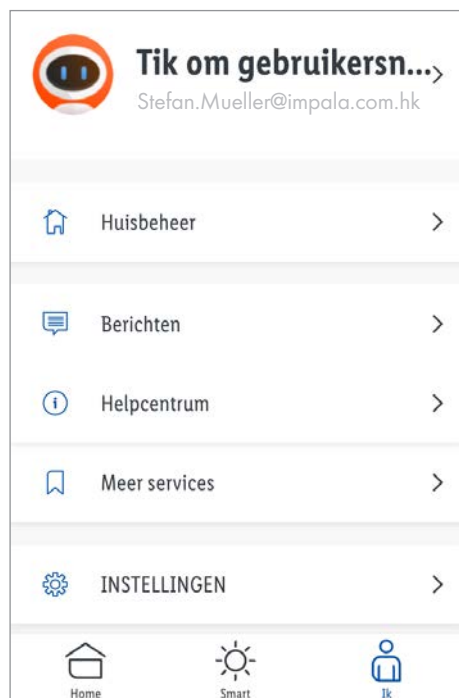 Tik om gebruikersn...
Stefan.Mueller@impala.com.hk
Huisbeheer
Berichten
Helpcentrum
Meer services
INSTELLINGEN
Home Smart Ik